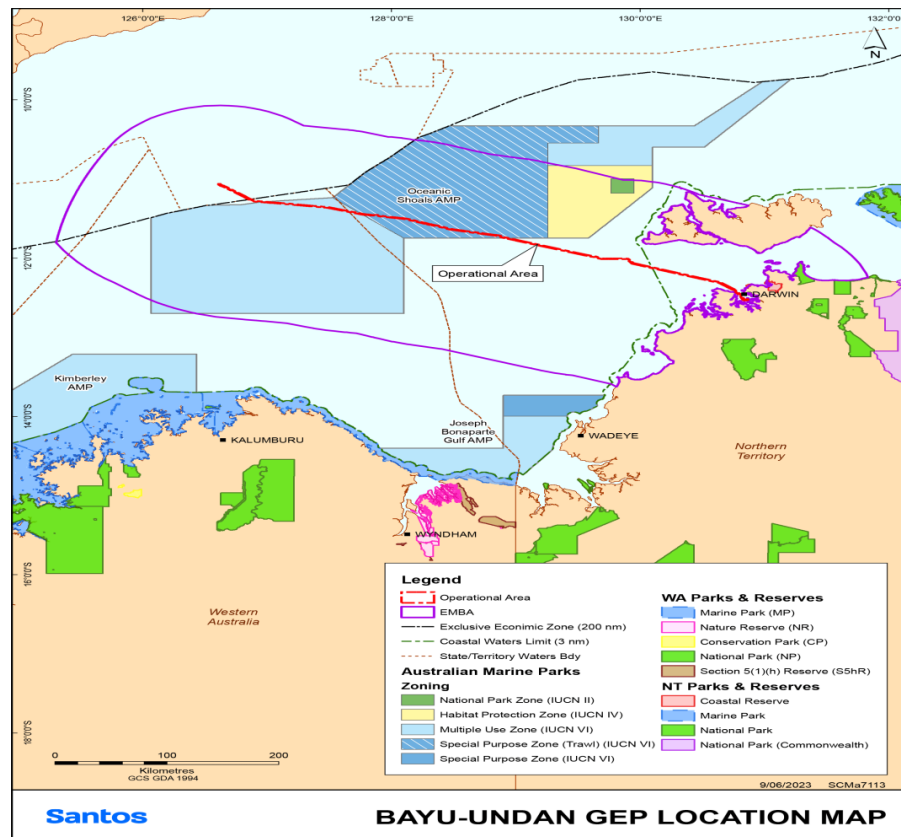 126°0'0"E
128°0'0"E
130°0'0"E
132°0'0"E
N
10°0'0"S
Oceanic
Shoals AMP
12°0'0"S
Operational Area
DARWIN
Kimberley
AMP
14°0'0"S
KALUMBURU
Joseph
Bonaparte
Gulf AMP
WADEYE
Northern
Territory
WYNDHAM
16°0'0"S
Western
Australia
18°0'0"S
Legend
Operational Area
EMBA
Exclusive Econimic Zone (200 nm)
Coastal Waters Limit (3 nm)
State/Territory Waters Bdy
Australian Marine Parks
Zoning
National Park Zone (IUCN II)
Habitat Protection Zone (IUCN IV)
Multiple Use Zone (IUCN VI)
Special Purpose Zone (Trawl) (IUCN VI)
Special Purpose Zone (IUCN VI)
WA Parks & Reserves
Marine Park (MP)
Nature Reserve (NR)
Conservation Park (CP)
National Park (NP)
Section 5(1)(h) Reserve (S5hR)
NT Parks & Reserves
Coastal Reserve
Marine Park
National Park
National Park (Commonwealth)
0 100 200
Kilometres
GCS GDA 1994
9/06/2023 SCMa7113
Santos
BAYU-UNDAN GEP LOCATION MAP